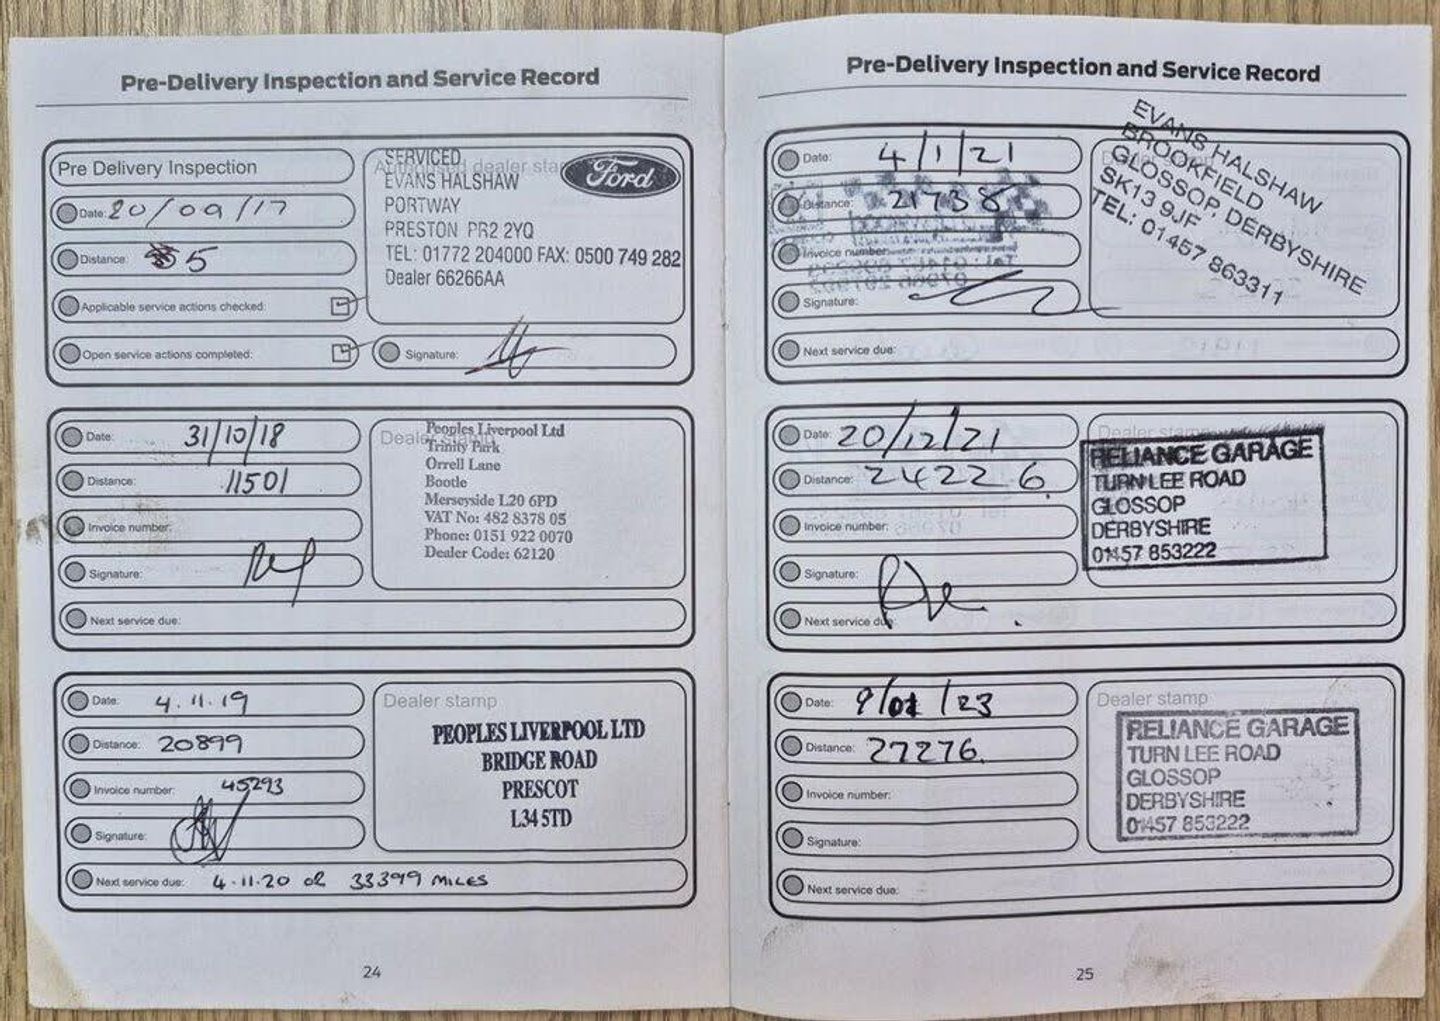 Pre-Delivery Inspection and Service Record
Pre Delivery Inspection
Date: 20/09/17
Distance: 5
Applicable service actions checked:
Open service actions completed:
Authorised dealer sta
SERVICED
EVANS HALSHAW
PORTWAY
PRESTON PR2 2YQ
TEL: 01772 204000 FAX: 0500 749 282
Dealer 66266AA
Ford
Signature:
Date: 31/10/18
Distance: 11501
Invoice number:
Signature:
Next service due:
Dealer stamp
Peoples Liverpool Ltd
Trinity Park
Orrell Lane
Bootle
Merseyside L20 6PD
VAT No: 482 8378 05
Phone: 0151 922 0070
Dealer Code: 62120
Date: 4.11.19
Distance: 20899
Invoice number: 45293
Signature:
Next service due: 4.11.20 or 33399 MILES
Dealer stamp
PEOPLES LIVERPOOL LTD
BRIDGE ROAD
PRESCOT
L34 5TD
24
Pre-Delivery Inspection and Service Record
Date: 4/1/21
Distance: 21738
Invoice number:
Signature:
Next service due:
EVANS HALSHAW
BROOKFIELD
GLOSSOP, DERBYSHIRE
SK13 9JF
TEL: 01457 863311
Date: 20/12/21
Distance: 24226.
Invoice number:
Signature:
Next service due:
Dealer stamp
RELIANCE GARAGE
TURN LEE ROAD
GLOSSOP
DERBYSHIRE
01457 853222
Date: 9/01/23
Distance: 27276.
Invoice number:
Signature:
Next service due:
Dealer stamp
RELIANCE GARAGE
TURN LEE ROAD
GLOSSOP
DERBYSHIRE
01457 853222
25